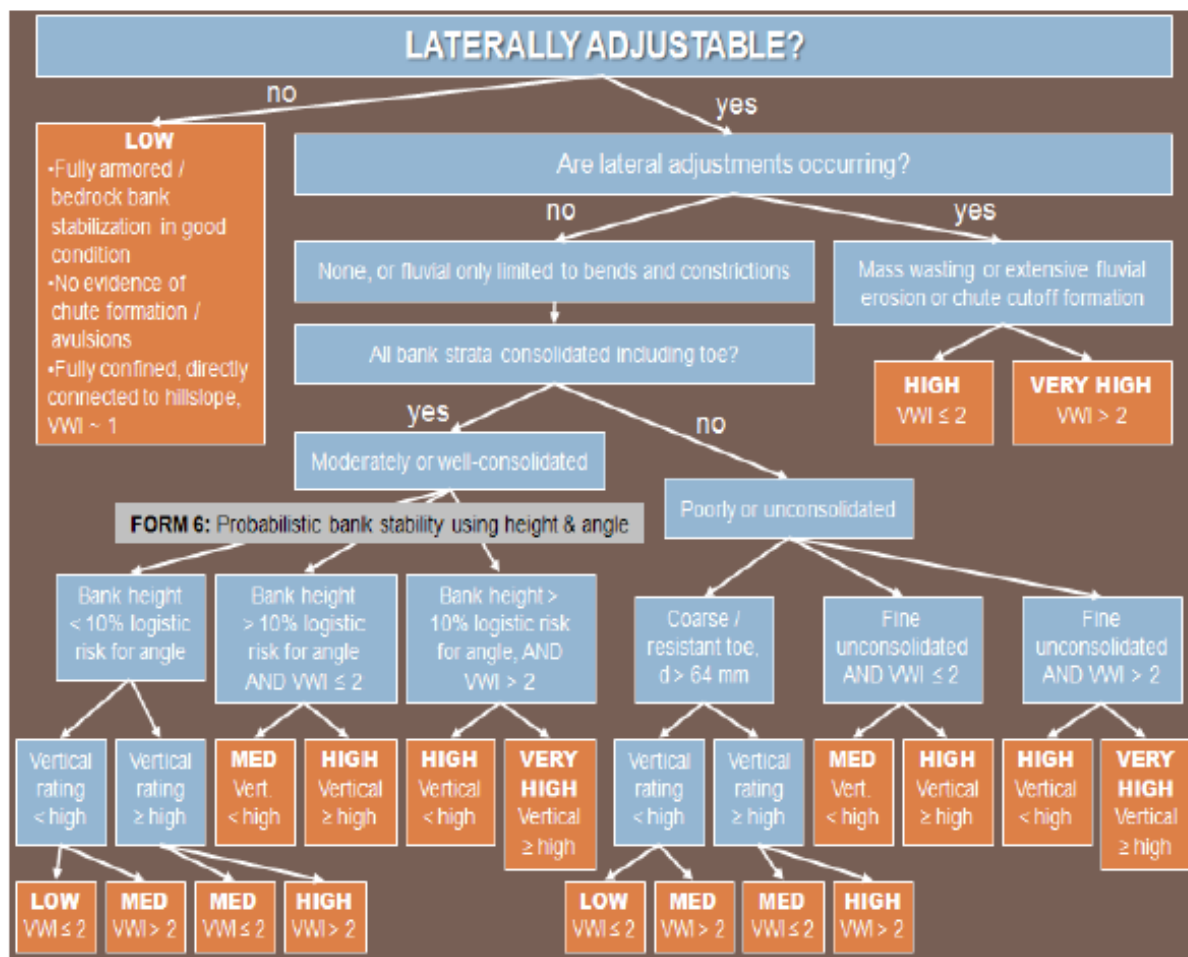 LATERALLY ADJUSTABLE?
no
yes
LOW
•Fully armored /
bedrock bank
stabilization in good
condition
•No evidence of
chute formation /
avulsions
•Fully confined, directly
connected to hillslope,
VWI ~ 1
Are lateral adjustments occurring?
no
yes
None, or fluvial only limited to bends and constrictions
Mass wasting or extensive fluvial
erosion or chute cutoff formation
All bank strata consolidated including toe?
HIGH
VWI ≤ 2
VERY HIGH
VWI > 2
yes
no
Moderately or well-consolidated
Poorly or unconsolidated
FORM 6: Probabilistic bank stability using height & angle
Bank height
< 10% logistic
risk for angle
Bank height
> 10% logistic
risk for angle
AND VWI ≤ 2
Bank height >
10% logistic risk
for angle, AND
VWI > 2
Coarse /
resistant toe,
d > 64 mm
Fine
unconsolidated
AND VWI ≤ 2
Fine
unconsolidated
AND VWI > 2
Vertical
rating
< high
Vertical
rating
≥ high
MED
Vert.
< high
HIGH
Vertical
≥ high
HIGH
Vertical
< high
VERY
HIGH
Vertical
≥ high
Vertical
rating
< high
Vertical
rating
≥ high
MED
Vert.
< high
HIGH
Vertical
≥ high
HIGH
Vertical
< high
VERY
HIGH
Vertical
≥ high
LOW
VWI ≤ 2
MED
VWI > 2
MED
VWI ≤ 2
HIGH
VWI > 2
LOW
VWI ≤ 2
MED
VWI > 2
MED
VWI ≤ 2
HIGH
VWI > 2